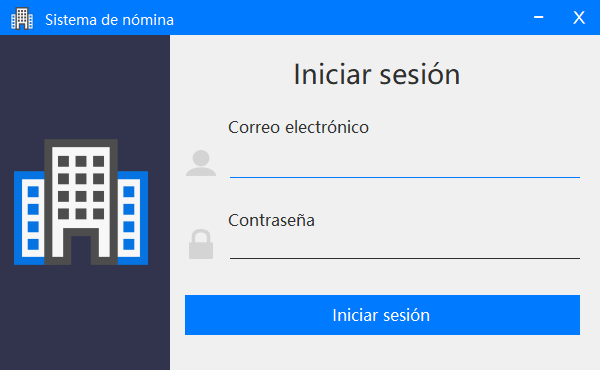 Sistema de nómina
Iniciar sesión
Correo electrónico
Contraseña
Iniciar sesión